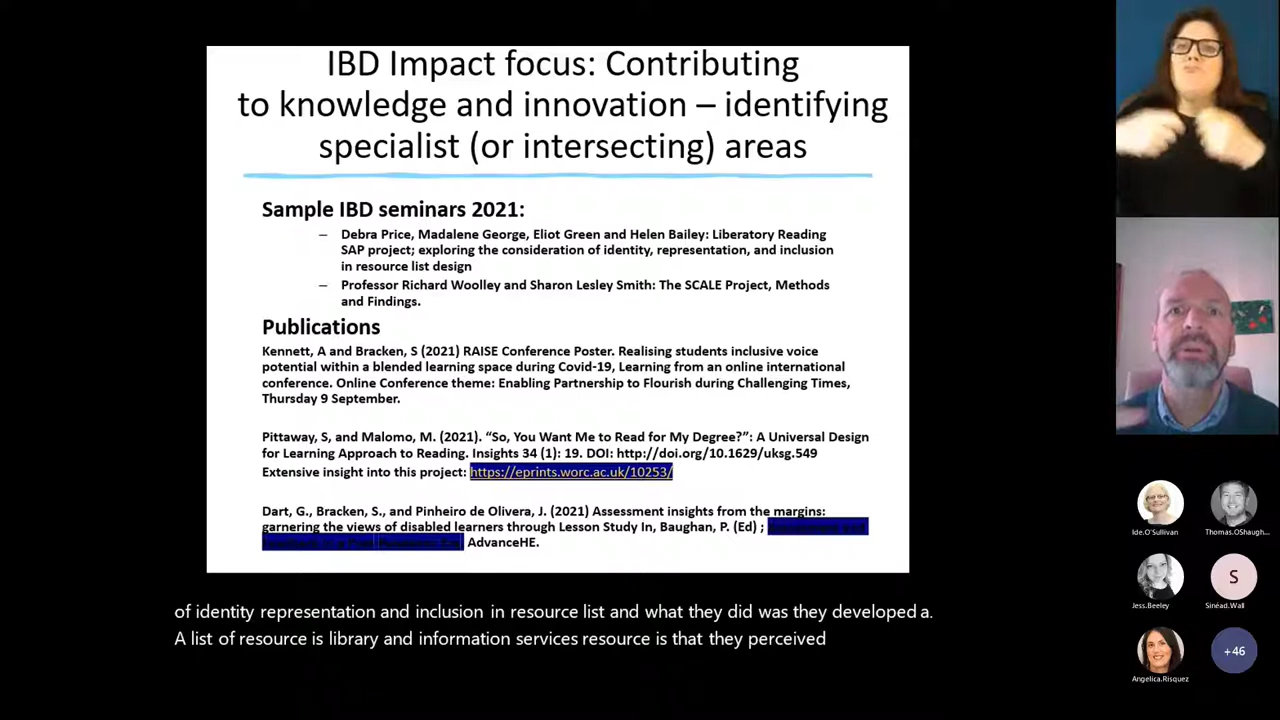 IBD Impact focus: Contributing
to knowledge and innovation – identifying
specialist (or intersecting) areas
Sample IBD seminars 2021:
– Debra Price, Madalene George, Eliot Green and Helen Bailey: Liberatory Reading
SAP project; exploring the consideration of identity, representation, and inclusion
in resource list design
– Professor Richard Woolley and Sharon Lesley Smith: The SCALE Project, Methods
and Findings.
Publications
Kennett, A and Bracken, S (2021) RAISE Conference Poster. Realising students inclusive voice
potential within a blended learning space during Covid-19, Learning from an online international
conference. Online Conference theme: Enabling Partnership to Flourish during Challenging Times,
Thursday 9 September.
Pittaway, S, and Malomo, M. (2021). “So, You Want Me to Read for My Degree?”: A Universal Design
for Learning Approach to Reading. Insights 34 (1): 19. DOI: http://doi.org/10.1629/uksg.549
Extensive insight into this project: https://eprints.worc.ac.uk/10253/
Dart, G., Bracken, S., and Pinheiro de Olivera, J. (2021) Assessment insights from the margins:
garnering the views of disabled learners through Lesson Study In, Baughan, P. (Ed) ;
AdvanceHE.
of identity representation and inclusion in resource list and what they did was they developed a.
A list of resource is library and information services resource is that they perceived
Ide.O'Sullivan
Thomas.OShaugh...
Jess.Beeley
S
Sinéad.Wall
Angelica.Risquez
+46